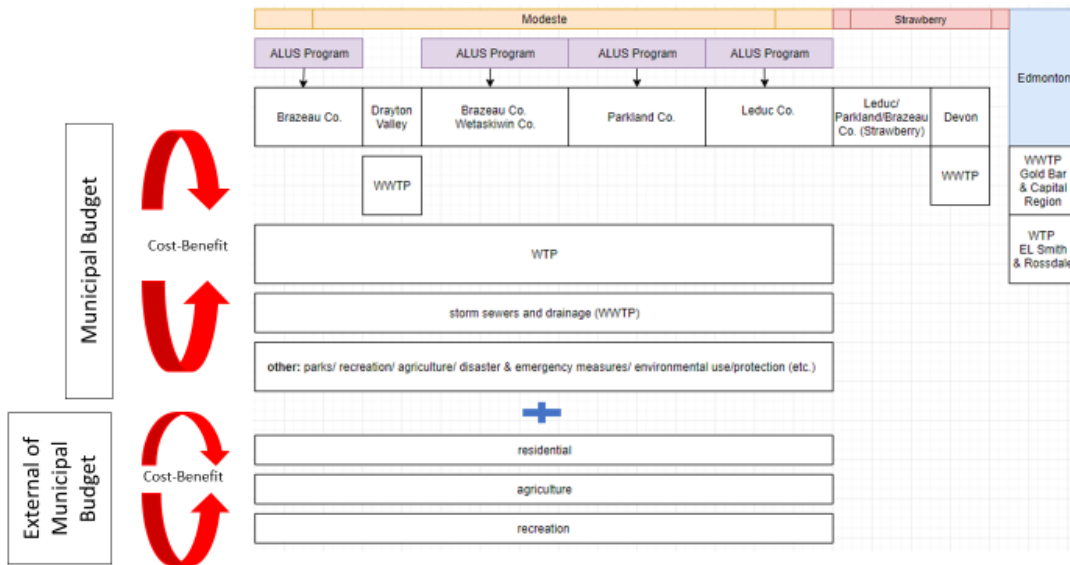 Modeste
Strawberry
Edmonton
ALUS Program
ALUS Program
ALUS Program
ALUS Program
Brazeau Co.
Drayton
Valley
Brazeau Co.
Wetaskiwin Co.
Parkland Co.
Leduc Co.
Leduc/
Parkland/Brazeau
Co. (Strawberry)
Devon
WWTP
WWTP
WWTP
Gold Bar
& Capital
Region
WTP
EL Smith
& Rossdale
Municipal Budget
Cost-Benefit
WTP
storm sewers and drainage (WWTP)
other: parks/ recreation/ agriculture/ disaster & emergency measures/ environmental use/protection (etc.)
External of
Municipal
Budget
Cost-Benefit
residential
agriculture
recreation